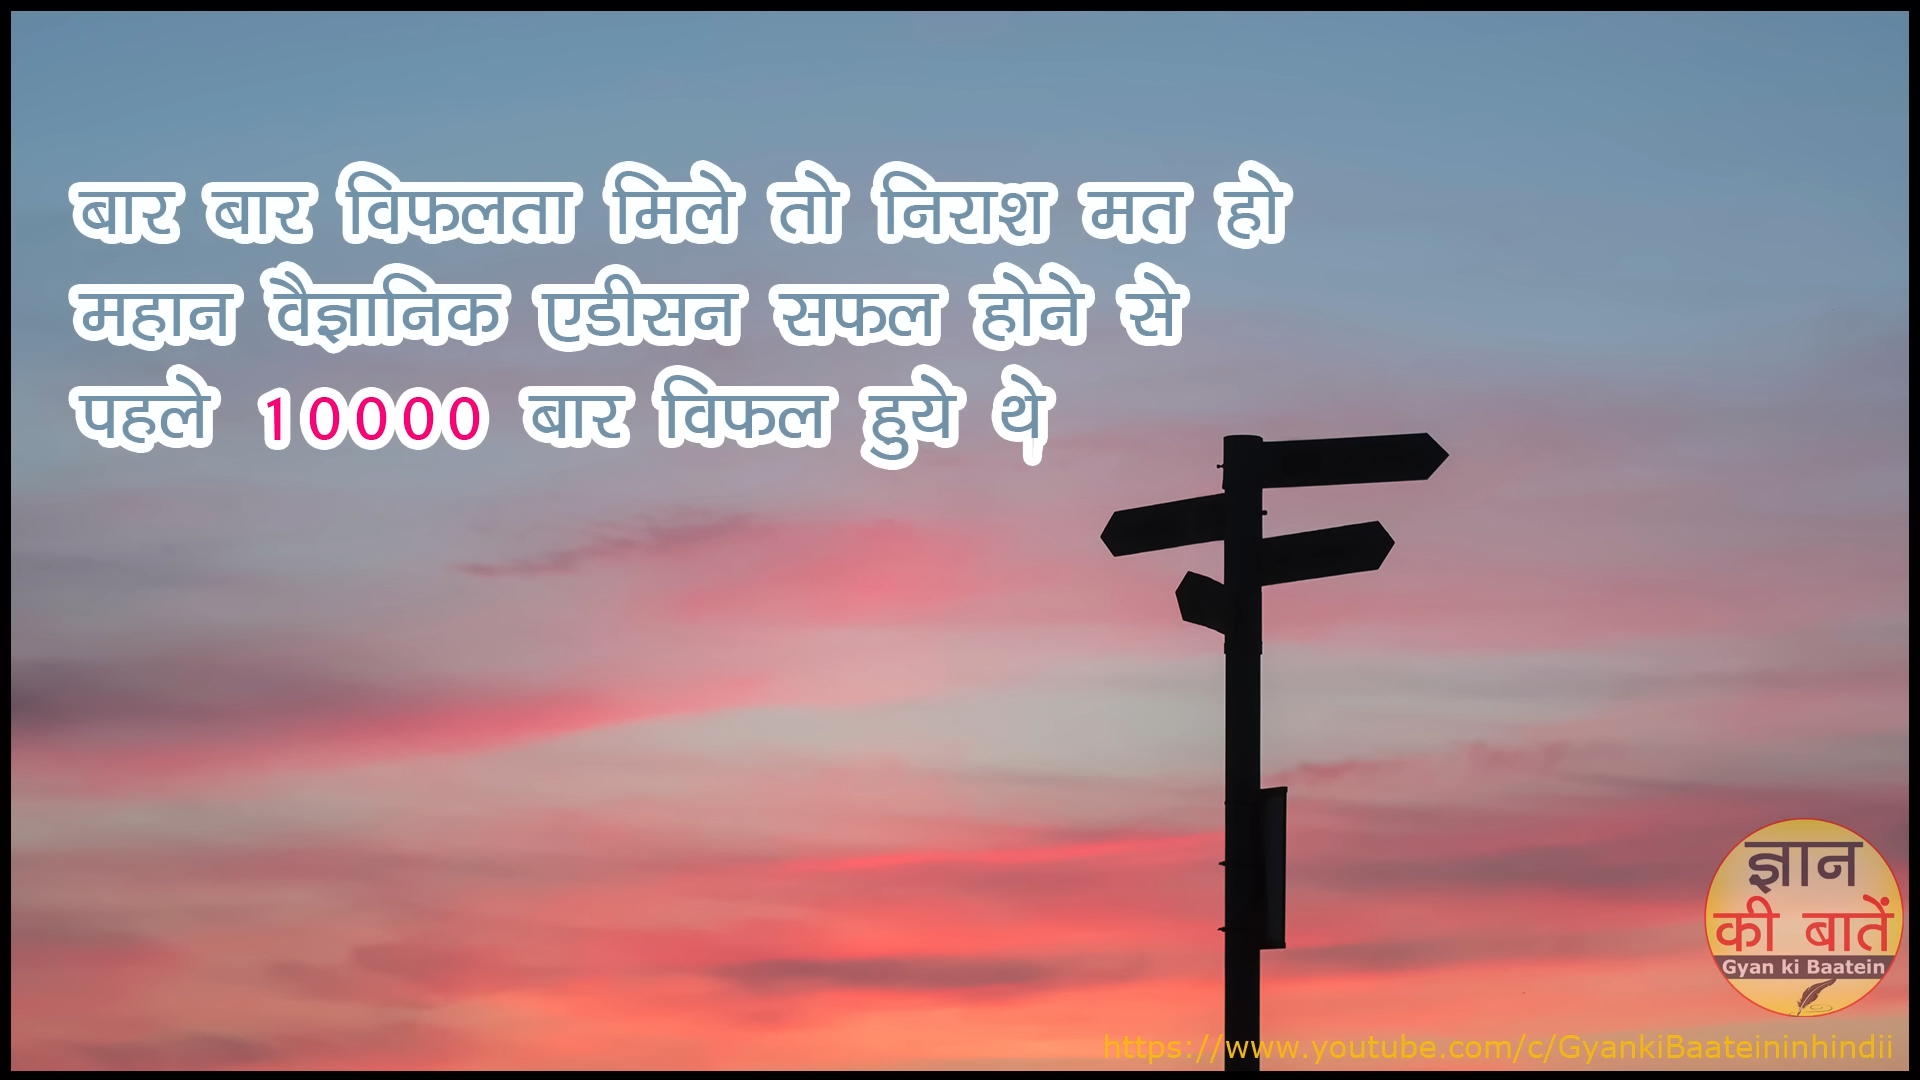 बार बार विफलता मिले तो निराश मत हो
महान वैज्ञानिक एडीसन सफल होने से
पहले 10000 बार विफल हुये थे
ज्ञान
की बातें
Gyan ki Baatein
https://www.youtube.com/c/GyankiBaateininhindii